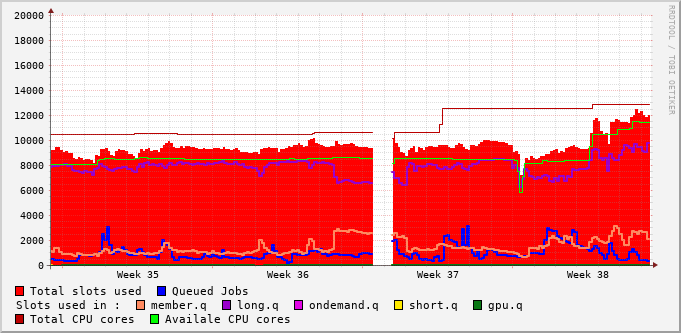 20000
18000
16000
14000
12000
10000
8000
6000
4000
2000
0
Week 35 Week 36 Week 37 Week 38
Total slots used Queued Jobs
Slots used in : member.q long.q ondemand.q short.q gpu.q
Total CPU cores Availale CPU cores
RRDTOOL / TOBI OETIKER